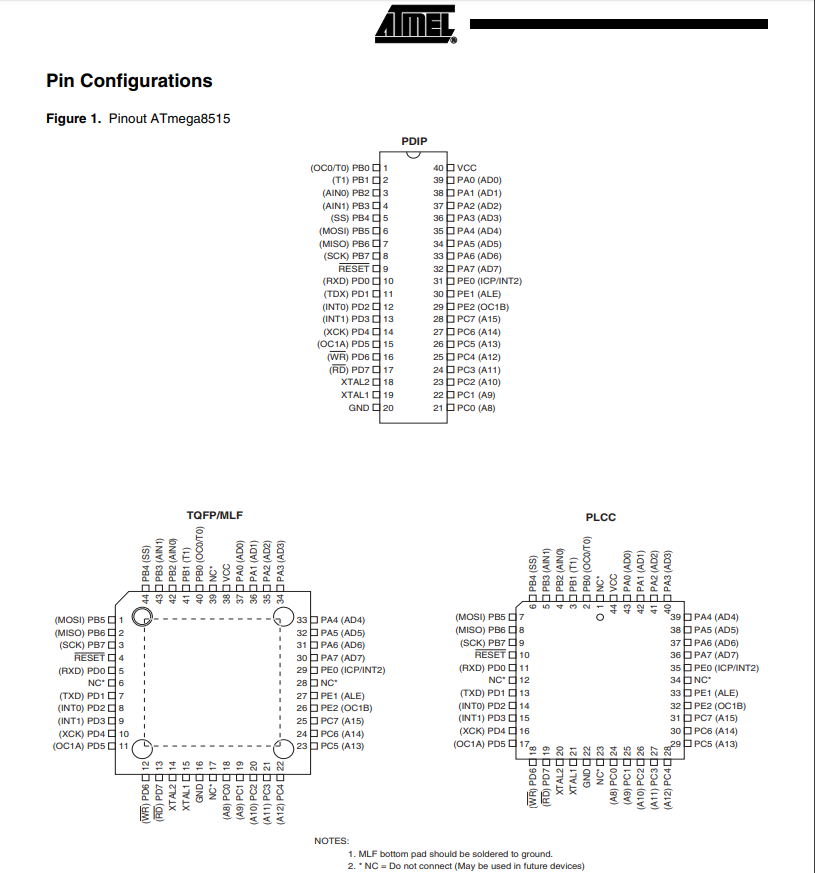 ATMEL
®
Pin Configurations
Figure 1. Pinout ATmega8515
PDIP
(OC0/T0) PB0 1 40 VCC
(T1) PB1 2 39 PA0 (AD0)
(AIN0) PB2 3 38 PA1 (AD1)
(AIN1) PB3 4 37 PA2 (AD2)
(SS) PB4 5 36 PA3 (AD3)
(MOSI) PB5 6 35 PA4 (AD4)
(MISO) PB6 7 34 PA5 (AD5)
(SCK) PB7 8 33 PA6 (AD6)
RESET 9 32 PA7 (AD7)
(RXD) PD0 10 31 PE0 (ICP/INT2)
(TDX) PD1 11 30 PE1 (ALE)
(INT0) PD2 12 29 PE2 (OC1B)
(INT1) PD3 13 28 PC7 (A15)
(XCK) PD4 14 27 PC6 (A14)
(OC1A) PD5 15 26 PC5 (A13)
(WR) PD6 16 25 PC4 (A12)
(RD) PD7 17 24 PC3 (A11)
XTAL2 18 23 PC2 (A10)
XTAL1 19 22 PC1 (A9)
GND 20 21 PC0 (A8)
TQFP/MLF
PB4 (SS)
PB3 (AIN1)
PB2 (AIN0)
PB1 (T1)
PB0 (OC0/T0)
NC*
VCC
PA0 (AD0)
PA1 (AD1)
PA2 (AD2)
PA3 (AD3)
44 43 42 41 40 39 38 37 36 35 34
(MOSI) PB5 1 33 PA4 (AD4)
(MISO) PB6 2 32 PA5 (AD5)
(SCK) PB7 3 31 PA6 (AD6)
RESET 4 30 PA7 (AD7)
(RXD) PD0 5 29 PE0 (ICP/INT2)
NC* 6 28 NC*
(TXD) PD1 7 27 PE1 (ALE)
(INT0) PD2 8 26 PE2 (OC1B)
(INT1) PD3 9 25 PC7 (A15)
(XCK) PD4 10 24 PC6 (A14)
(OC1A) PD5 11 23 PC5 (A13)
12 13 14 15 16 17 18 19 20 21 22
(WR) PD6
(RD) PD7
XTAL2
XTAL1
GND
NC*
(A8) PC0
(A9) PC1
(A10) PC2
(A11) PC3
(A12) PC4
PLCC
PB4 (SS)
PB3 (AIN1)
PB2 (AIN0)
PB1 (T1)
PB0 (OC0/T0)
NC*
VCC
PA0 (AD0)
PA1 (AD1)
PA2 (AD2)
PA3 (AD3)
6 5 4 3 2 1 44 43 42 41 40
(MOSI) PB5 7 39 PA4 (AD4)
(MISO) PB6 8 38 PA5 (AD5)
(SCK) PB7 9 37 PA6 (AD6)
RESET 10 36 PA7 (AD7)
(RXD) PD0 11 35 PE0 (ICP/INT2)
NC* 12 34 NC*
(TXD) PD1 13 33 PE1 (ALE)
(INT0) PD2 14 32 PE2 (OC1B)
(INT1) PD3 15 31 PC7 (A15)
(XCK) PD4 16 30 PC6 (A14)
(OC1A) PD5 17 29 PC5 (A13)
18 19 20 21 22 23 24 25 26 27 28
(WR) PD6
(RD) PD7
XTAL2
XTAL1
GND
NC*
(A8) PC0
(A9) PC1
(A10) PC2
(A11) PC3
(A12) PC4
NOTES:
1. MLF bottom pad should be soldered to ground.
2. * NC = Do not connect (May be used in future devices)